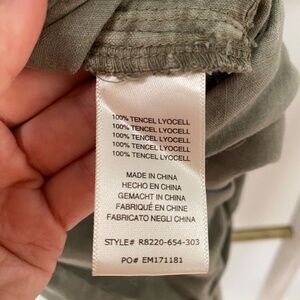 100% TENCEL LYOCELL
100% TENCEL LYOCELL
100% TENCEL LYOCELL
100% TENCEL LYOCELL
100% TENCEL LYOCELL
MADE IN CHINA
HECHO EN CHINA
GEMACHT IN CHINA
FABRIQUÉ EN CHINE
FABRICATO NEGLI CHINA
STYLE# R8220-654-303
PO# EM171181